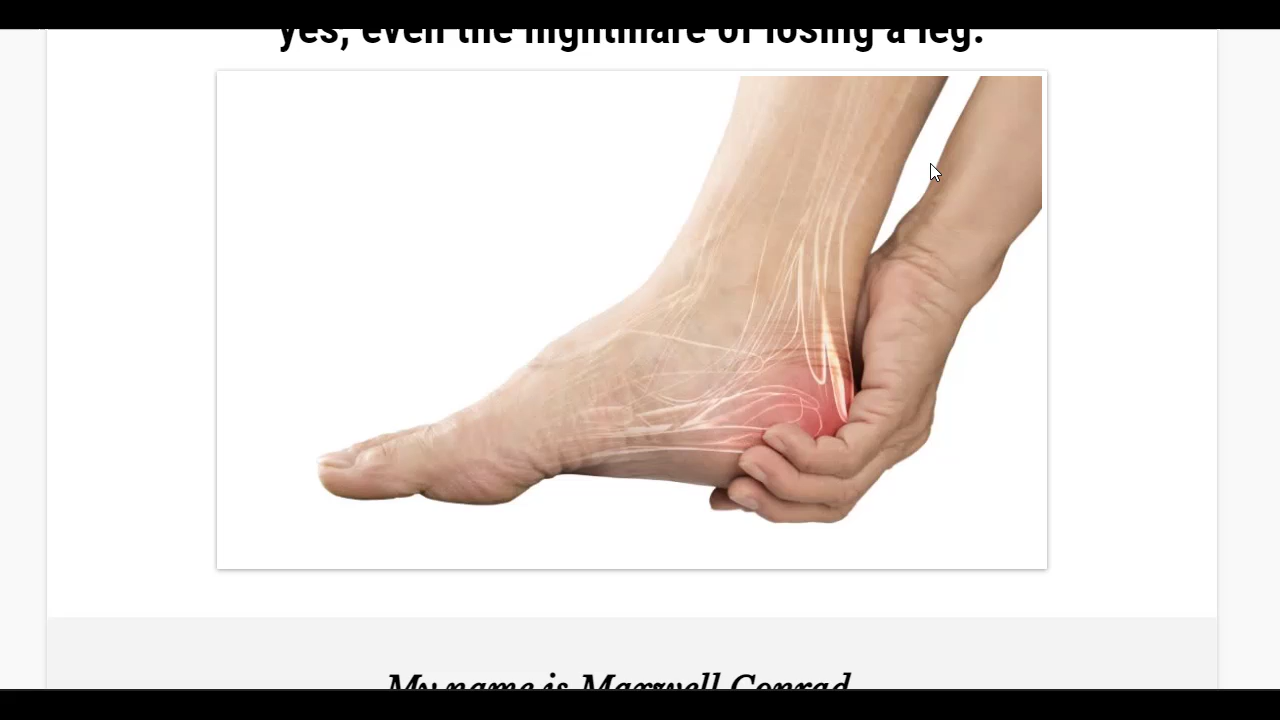 yes, even the nightmare of losing a leg.
My name is Maxwell Conrad